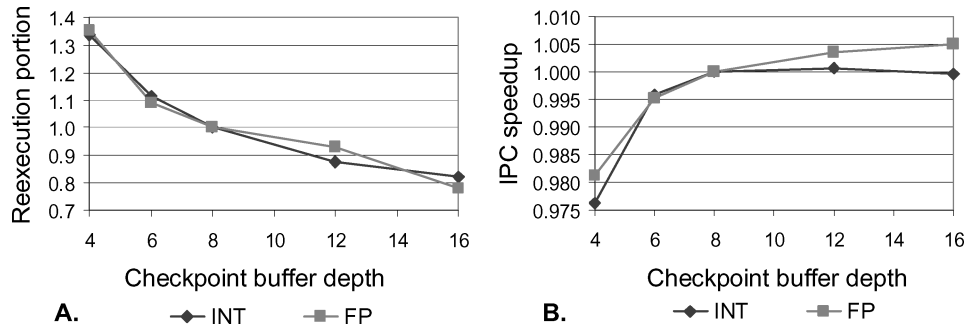 Reexecution portion
1.4
1.3
1.2
1.1
1.0
0.9
0.8
0.7
4 6 8 10 12 14 16
Checkpoint buffer depth
A. INT FP
IPC speedup
1.010
1.005
1.000
0.995
0.990
0.985
0.980
0.975
4 6 8 10 12 14 16
Checkpoint buffer depth
B. INT FP